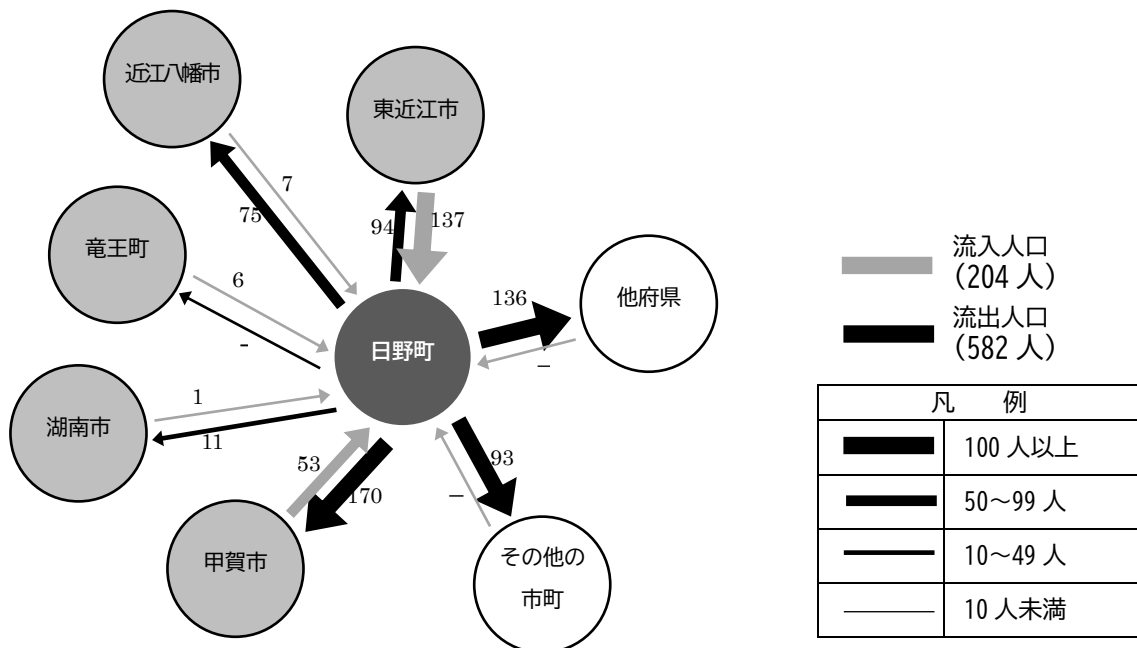 近江八幡市
東近江市
7
75
94
137
竜王町
6
-
他府県
136
–
日野町
流入人口
（204 人）
流出人口
（582 人）
湖南市
1
11
53
170
93
–
甲賀市
その他の
市町
凡　例
100 人以上
50～99 人
10～49 人
10 人未満